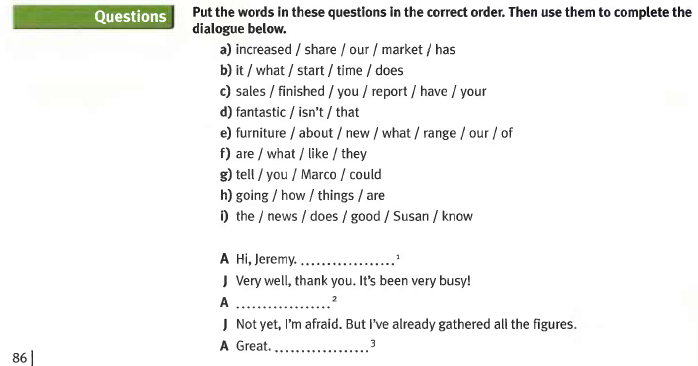 Questions
Put the words in these questions in the correct order. Then use them to complete the
dialogue below.
a) increased / share / our / market / has
b) it / what / start / time / does
c) sales / finished / you / report / have / your
d) fantastic / isn't / that
e) furniture / about / new / what / range / our / of
f) are / what / like / they
g) tell / you / Marco / could
h) going / how / things / are
i) the / news / does / good / Susan / know
A Hi, Jeremy. .................. 1
J Very well, thank you. It's been very busy!
A .................. 2
J Not yet, I'm afraid. But I've already gathered all the figures.
A Great. .................. 3
86